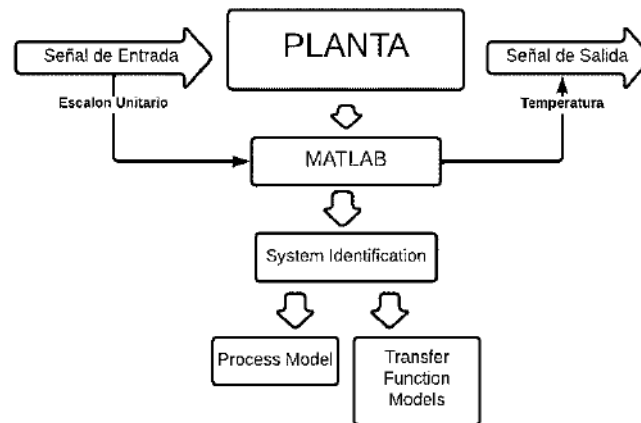 Señal de Entrada
PLANTA
Señal de Salida
Escalon Unitario
Temperatura
MATLAB
System Identification
Process Model
Transfer
Function
Models